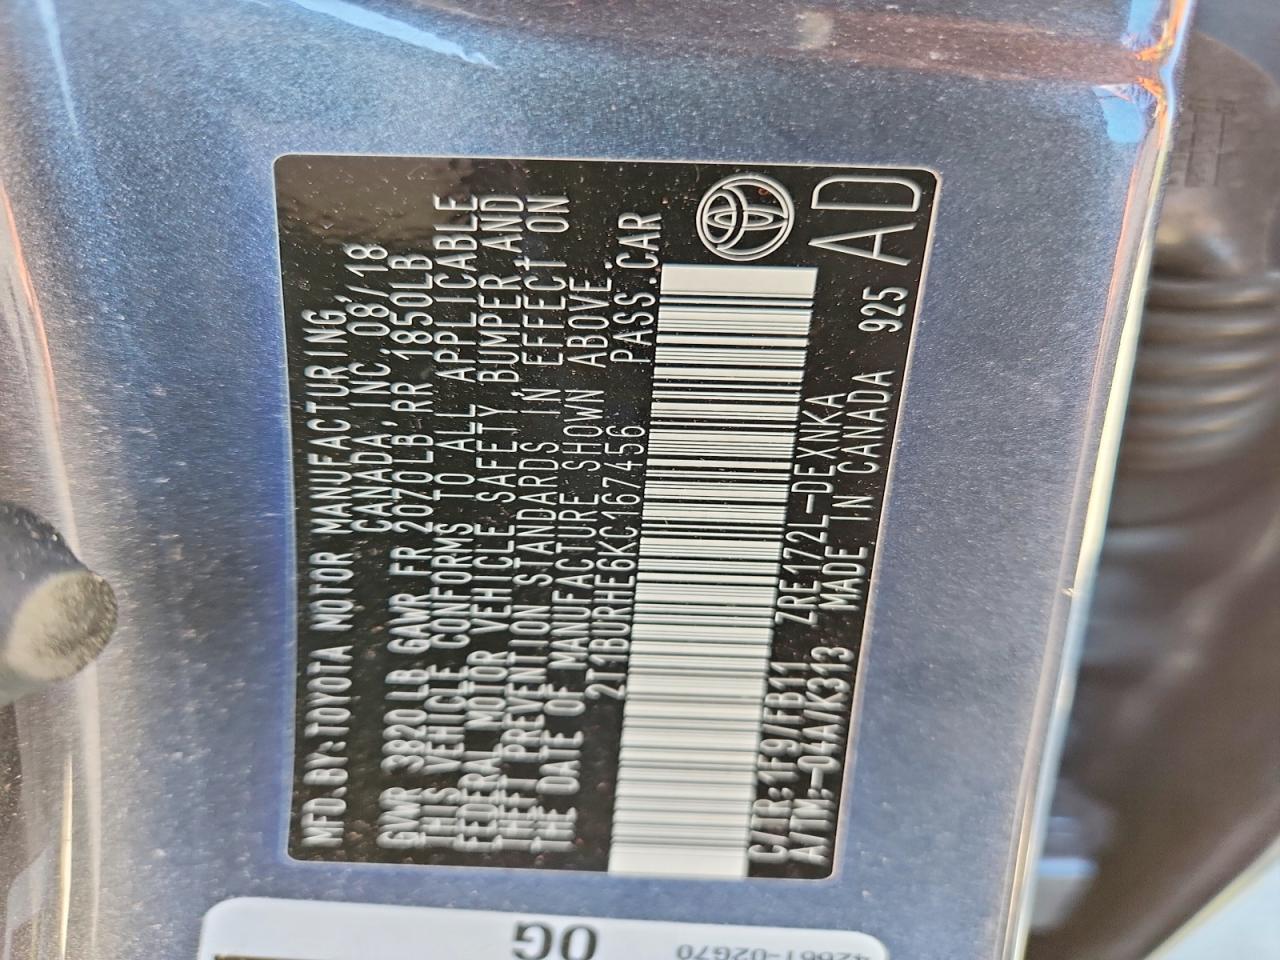 MFD.BY:TOYOTA MOTOR MANUFACTURING,
CANADA, INC. 08/18
GVWR 3820LB GAWR FR 2070LB, RR 1850LB
THIS VEHICLE CONFORMS TO ALL APPLICABLE
FEDERAL MOTOR VEHICLE SAFETY, BUMPER AND
THEFT PREVENTION STANDARDS IN EFFECT ON
THE DATE OF MANUFACTURE SHOWN ABOVE.
2T1BURHE6KC167456 PASS.CAR
C/TR:1F9/FB11 ZRE172L-DEXNKA
A/TM:-04A/K313 MADE IN CANADA 925 AD
0G
42661-02G70